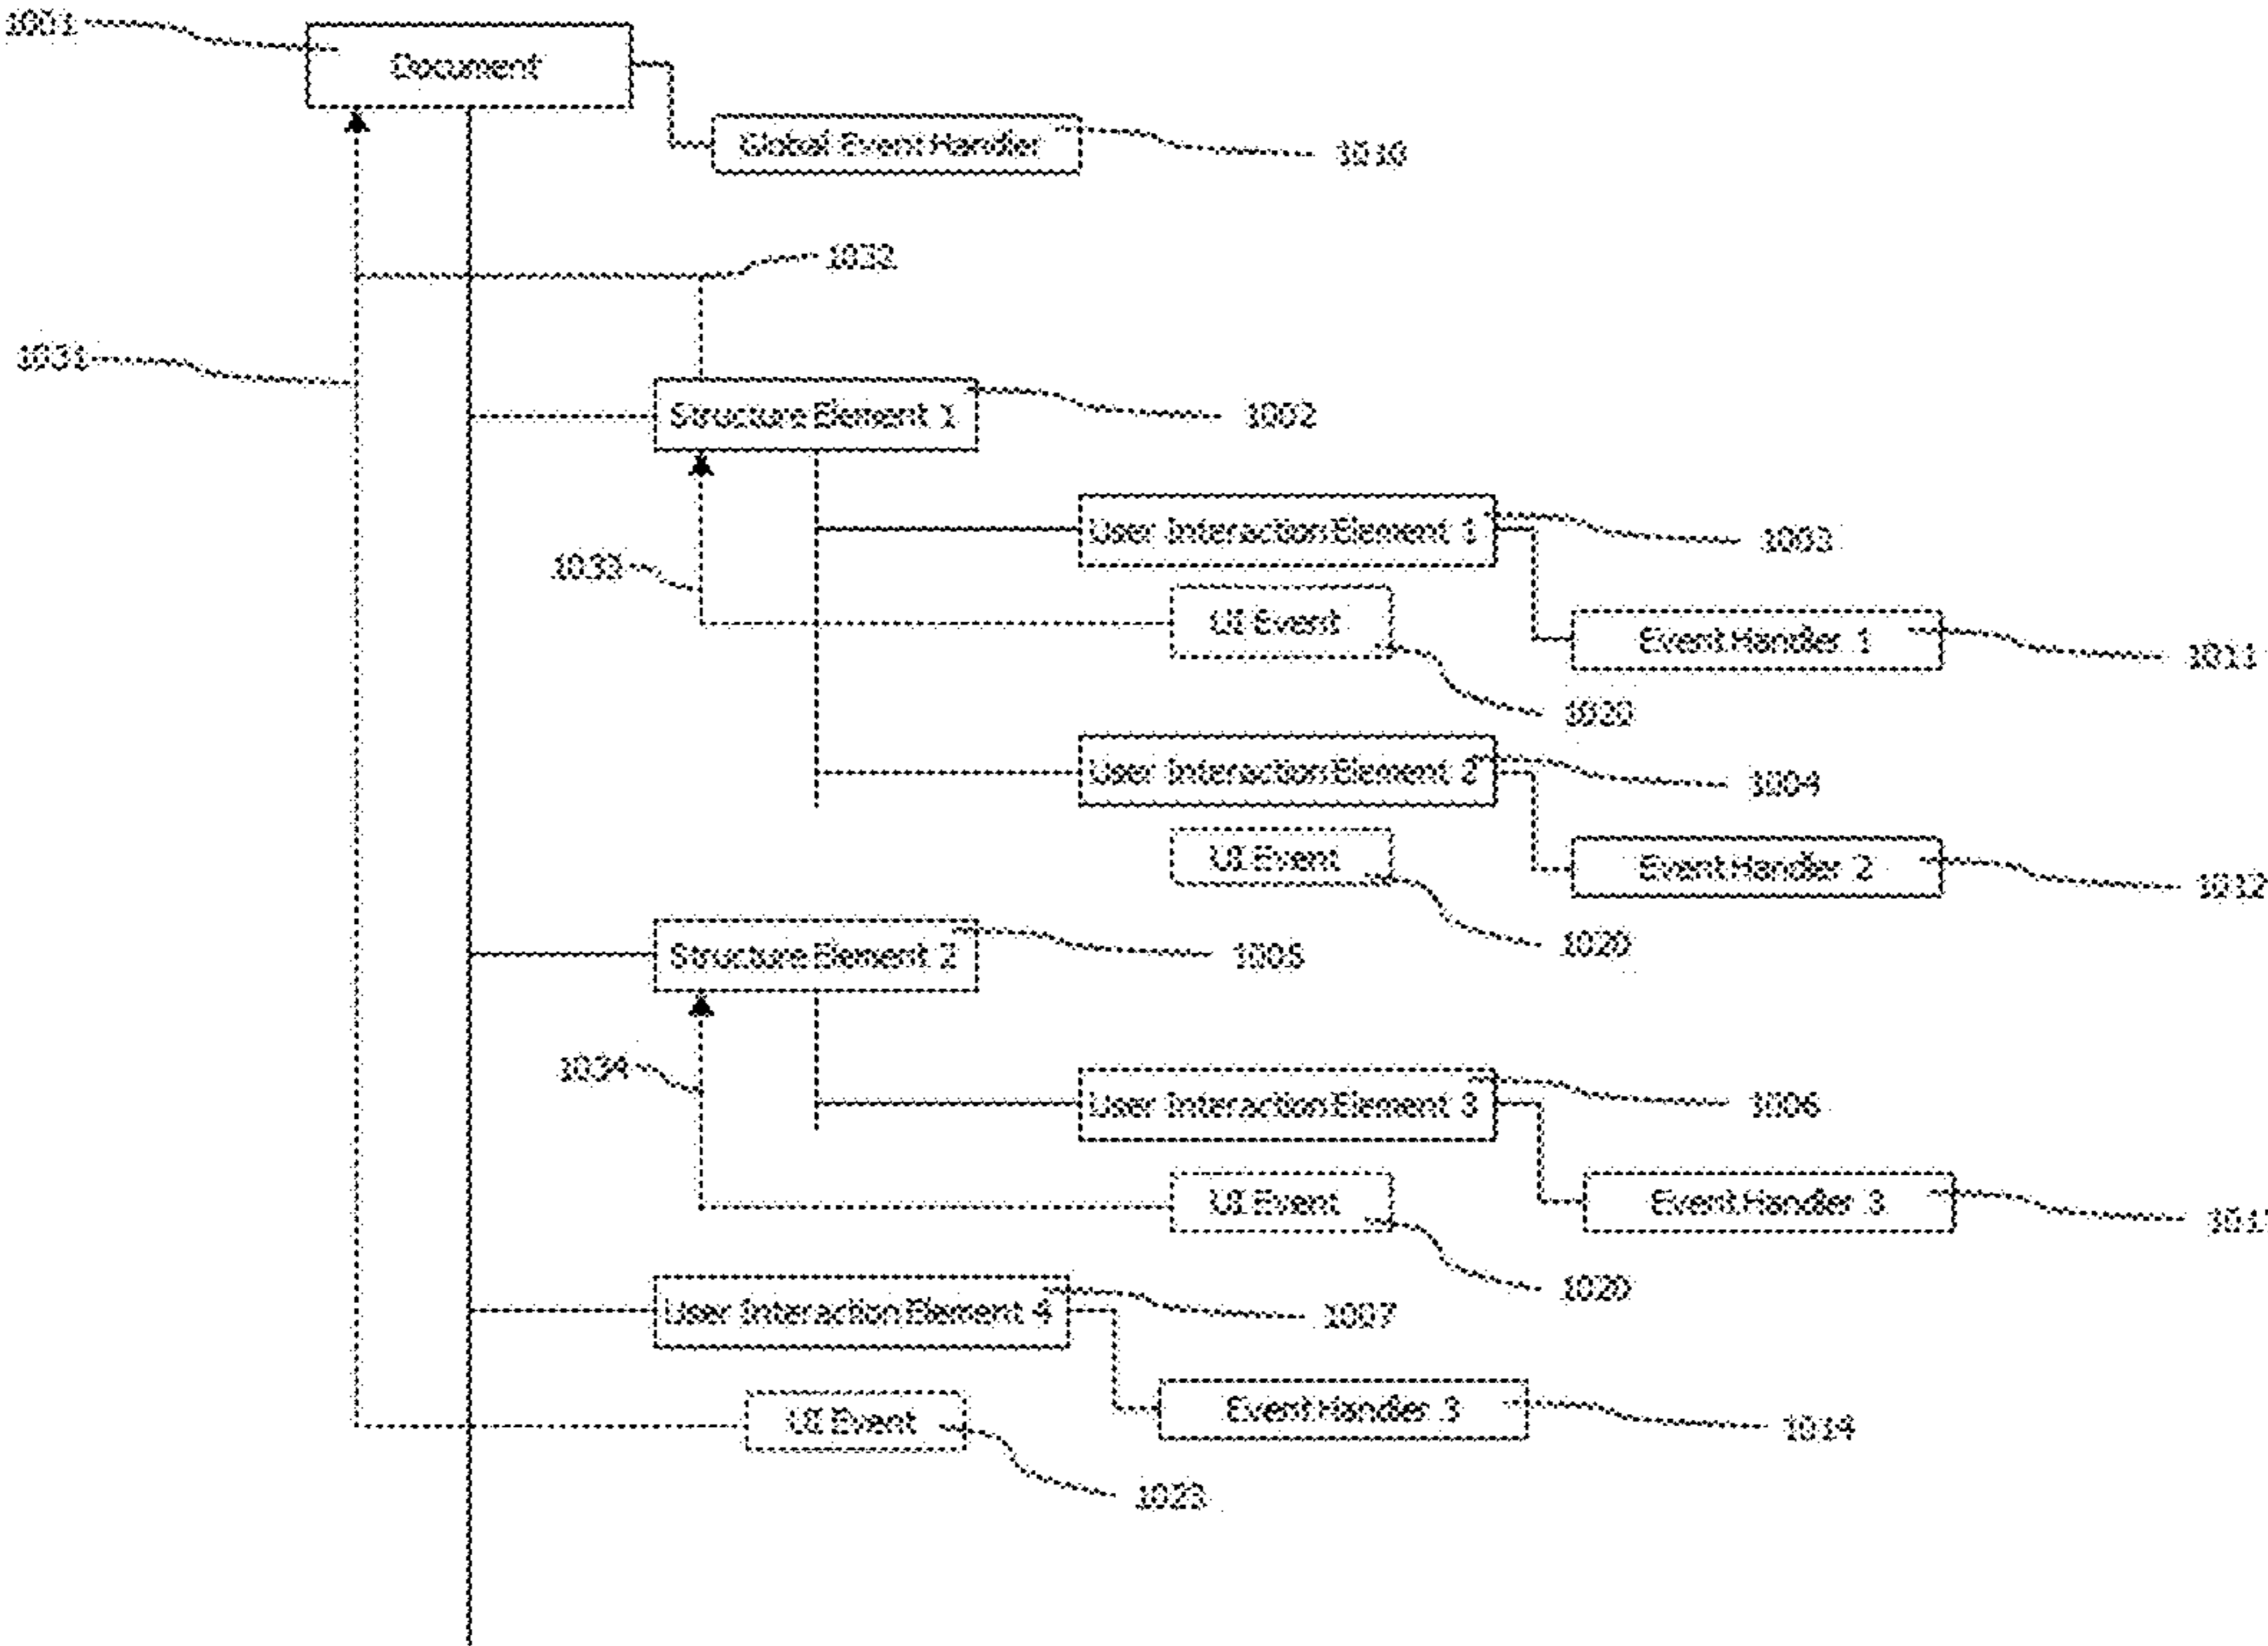 1001
Document
Global Event Handler
1010
1032
1031
Structure Element 1
1002
User Interaction Element 1
1003
1033
UI Event
Event Handler 1
1011
1020
User Interaction Element 2
1004
UI Event
Event Handler 2
1012
1020
Structure Element 2
1005
1034
User Interaction Element 3
1006
UI Event
Event Handler 3
1020
User Interaction Element 4
1007
UI Event
Event Handler 3
1014
1023